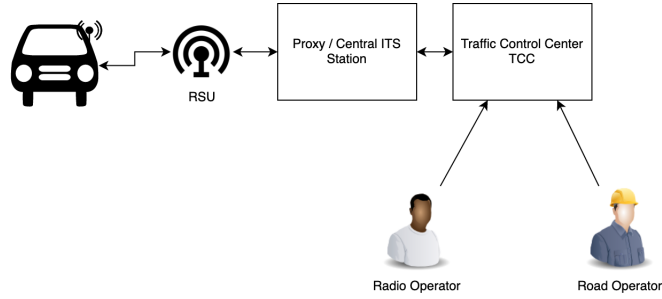 Proxy / Central ITS
Station
Traffic Control Center
TCC
RSU
Radio Operator
Road Operator